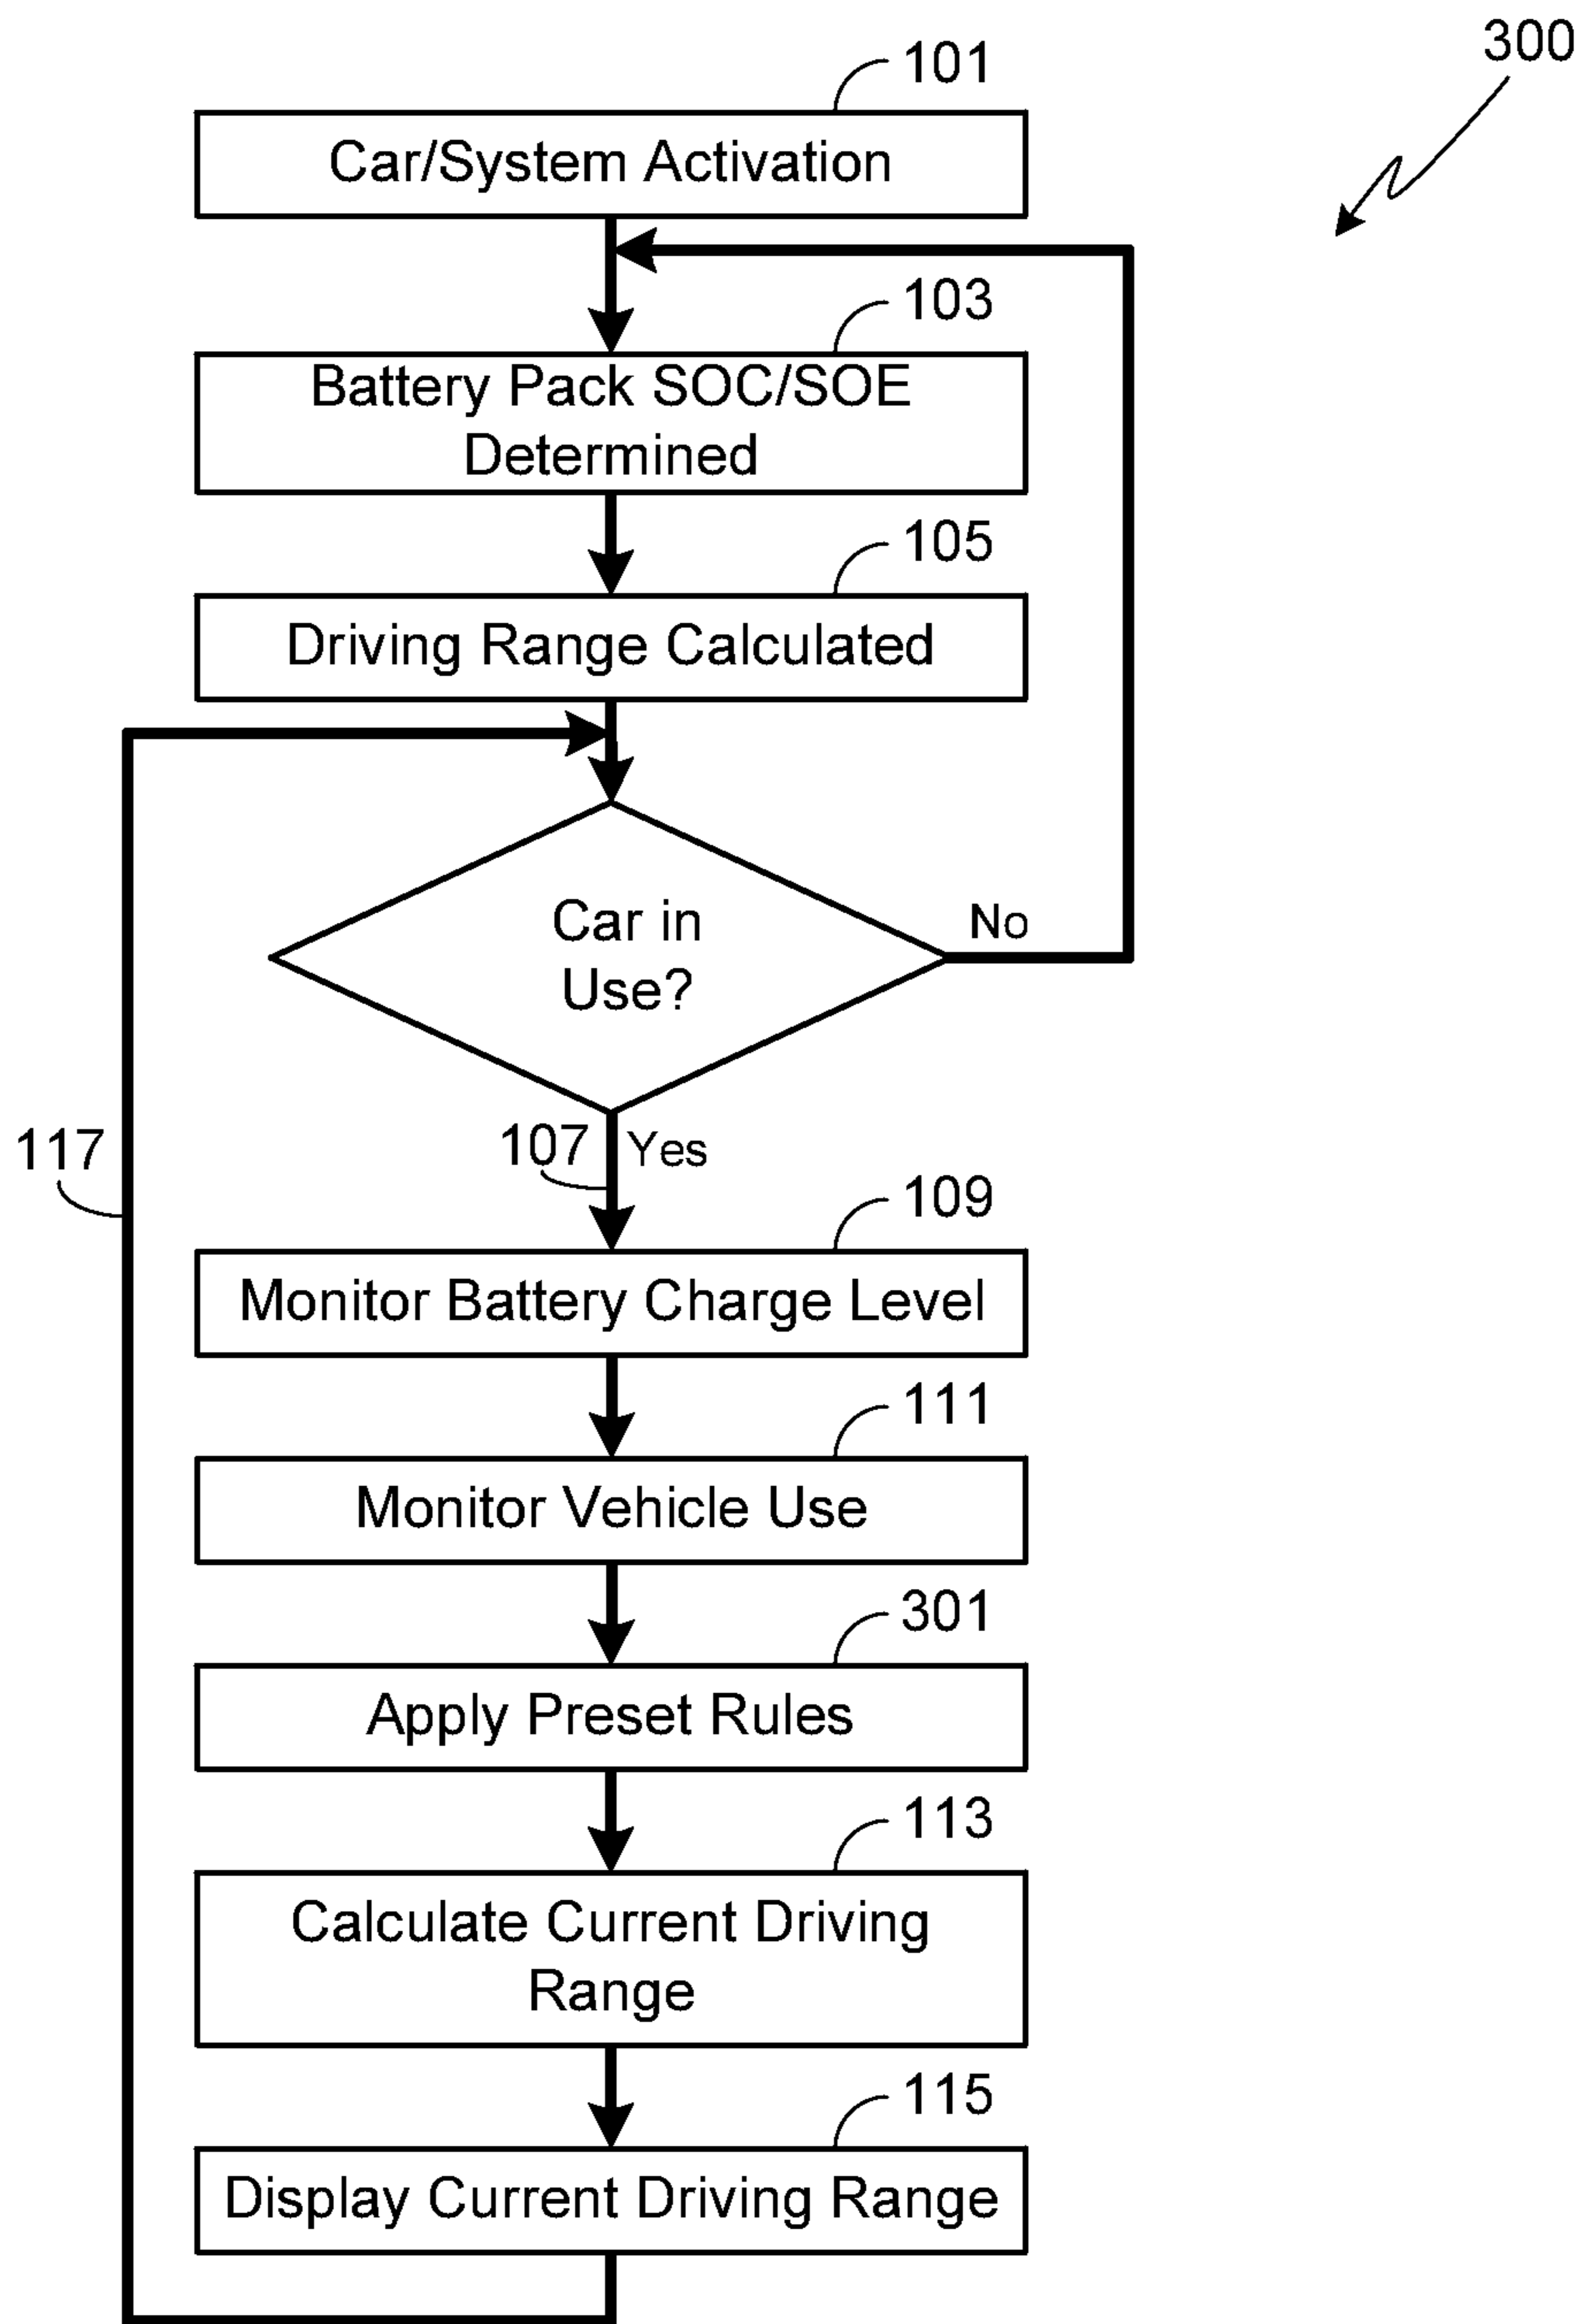 300
101
Car/System Activation
103
Battery Pack SOC/SOE
Determined
105
Driving Range Calculated
Car in
Use?
No
117
107
Yes
109
Monitor Battery Charge Level
111
Monitor Vehicle Use
301
Apply Preset Rules
113
Calculate Current Driving
Range
115
Display Current Driving Range